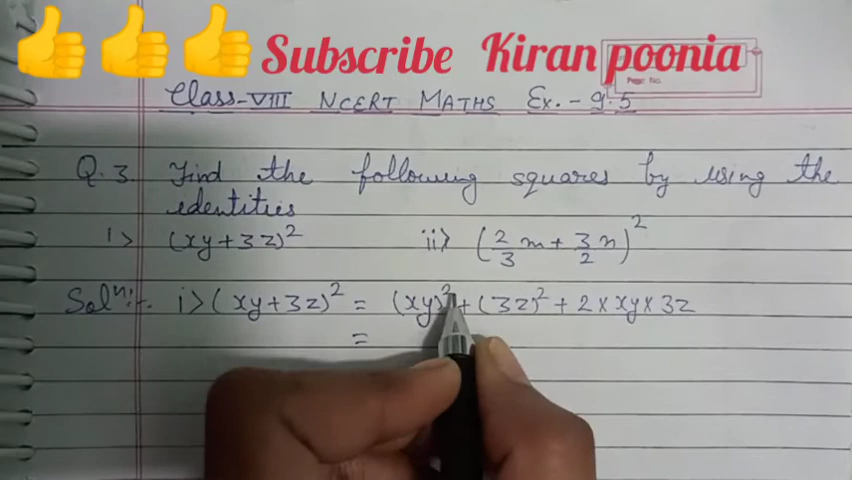 👍👍👍 Subscribe Kiran poonia
Page No.
Class-VIII NCERT MATHS Ex.-9.5
Q.3 Find the following squares by using the
identities
i> (xy+3z)² ii> (2/3 m + 3/2 n)²
Solⁿ:-. i> (xy+3z)² = (xy)² + (3z)² + 2×xy×3z
=